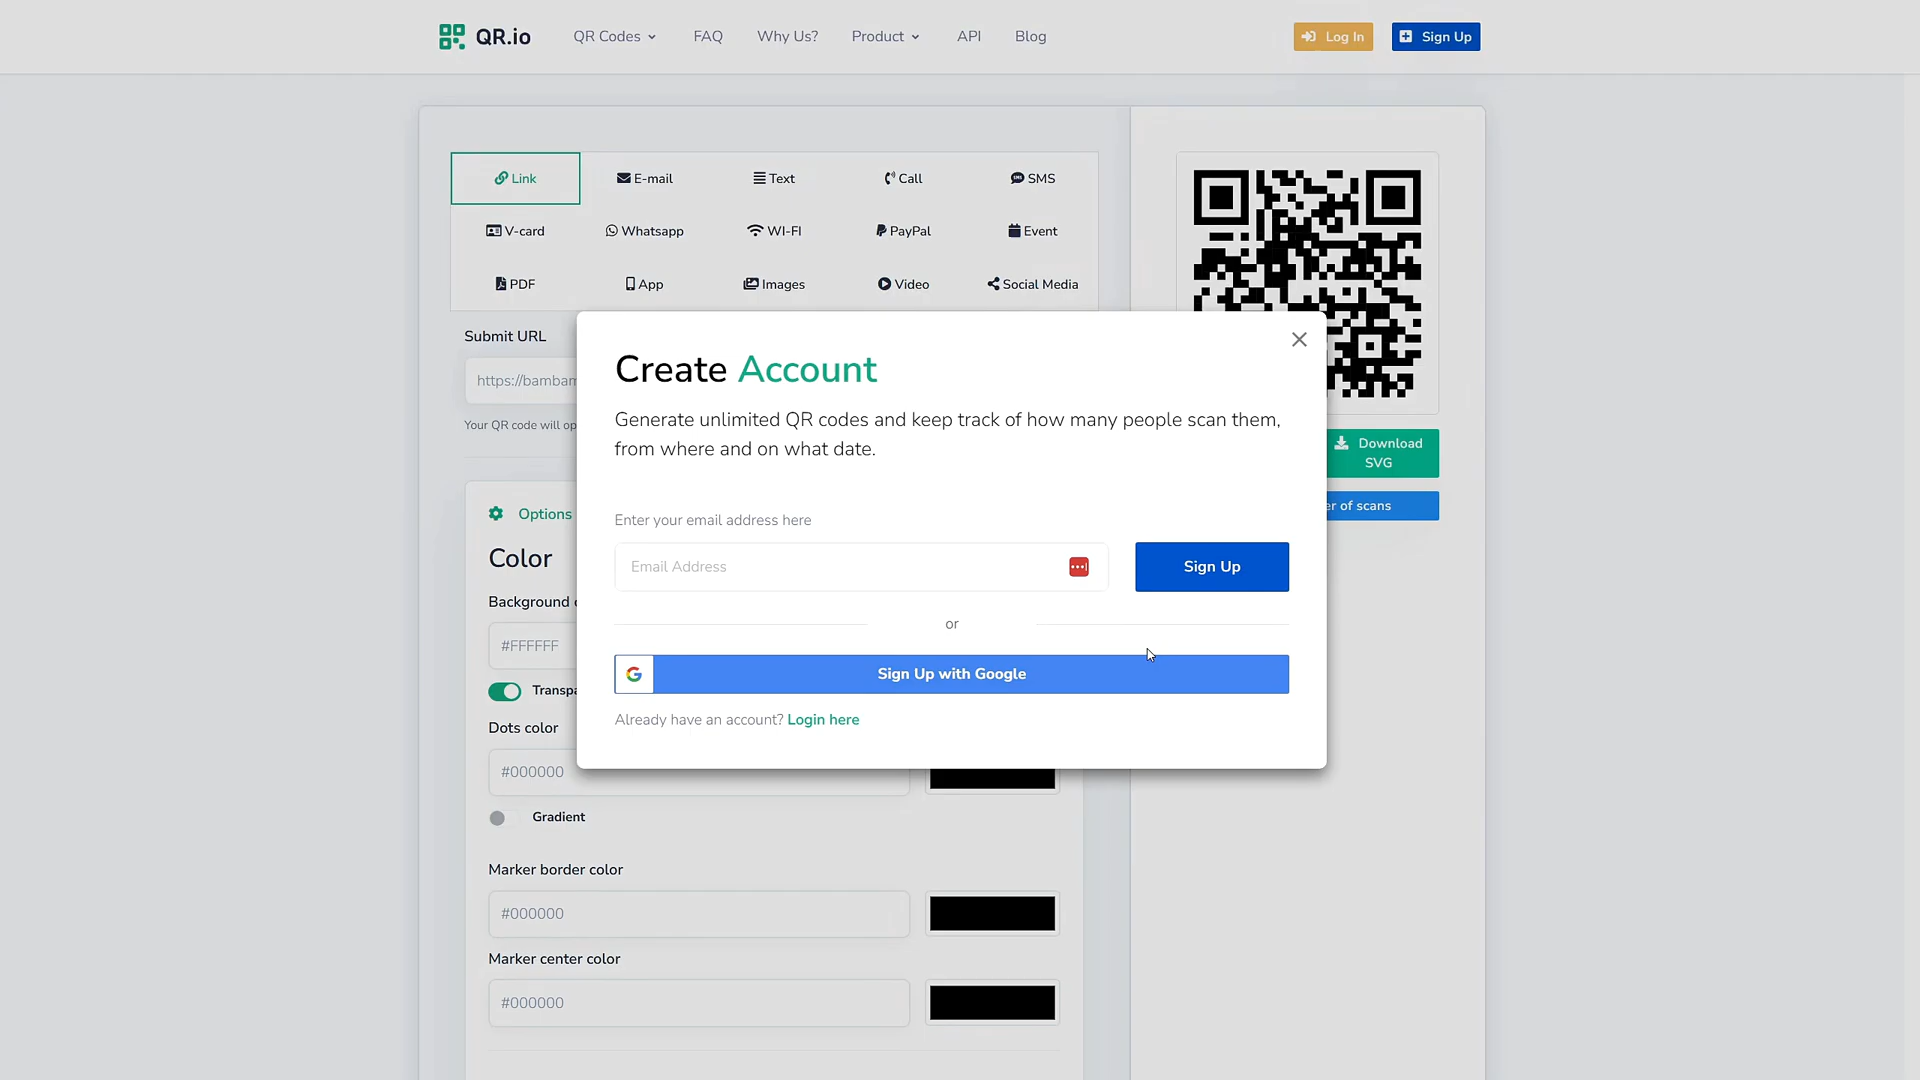 QR.io
QR Codes
FAQ
Why Us?
Product
API
Blog
Log In
Sign Up
Link
E-mail
Text
Call
SMS
V-card
Whatsapp
WI-FI
PayPal
Event
PDF
App
Images
Video
Social Media
Submit URL
https://bambam
Your QR code will op
Create Account
Generate unlimited QR codes and keep track of how many people scan them,
from where and on what date.
Enter your email address here
Email Address
Sign Up
or
Sign Up with Google
Already have an account? Login here
Download
SVG
er of scans
Options
Color
Background
#FFFFFF
Transpa
Dots color
#000000
Gradient
Marker border color
#000000
Marker center color
#000000